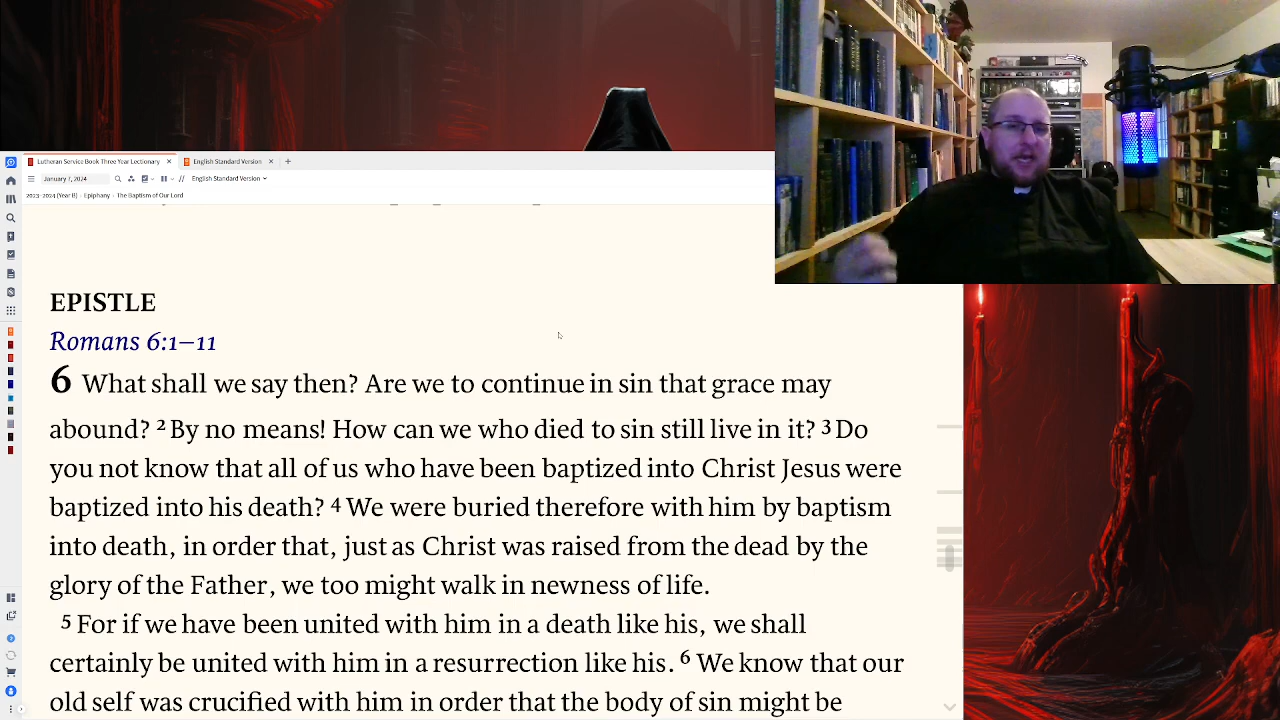 Lutheran Service Book Three Year Lectionary
English Standard Version
January 7, 2024
English Standard Version
2023-2024 (Year B) › Epiphany › The Baptism of Our Lord
EPISTLE
Romans 6:1–11
6 What shall we say then? Are we to continue in sin that grace may
abound? 2 By no means! How can we who died to sin still live in it? 3 Do
you not know that all of us who have been baptized into Christ Jesus were
baptized into his death? 4 We were buried therefore with him by baptism
into death, in order that, just as Christ was raised from the dead by the
glory of the Father, we too might walk in newness of life.
5 For if we have been united with him in a death like his, we shall
certainly be united with him in a resurrection like his. 6 We know that our
old self was crucified with him in order that the body of sin might be